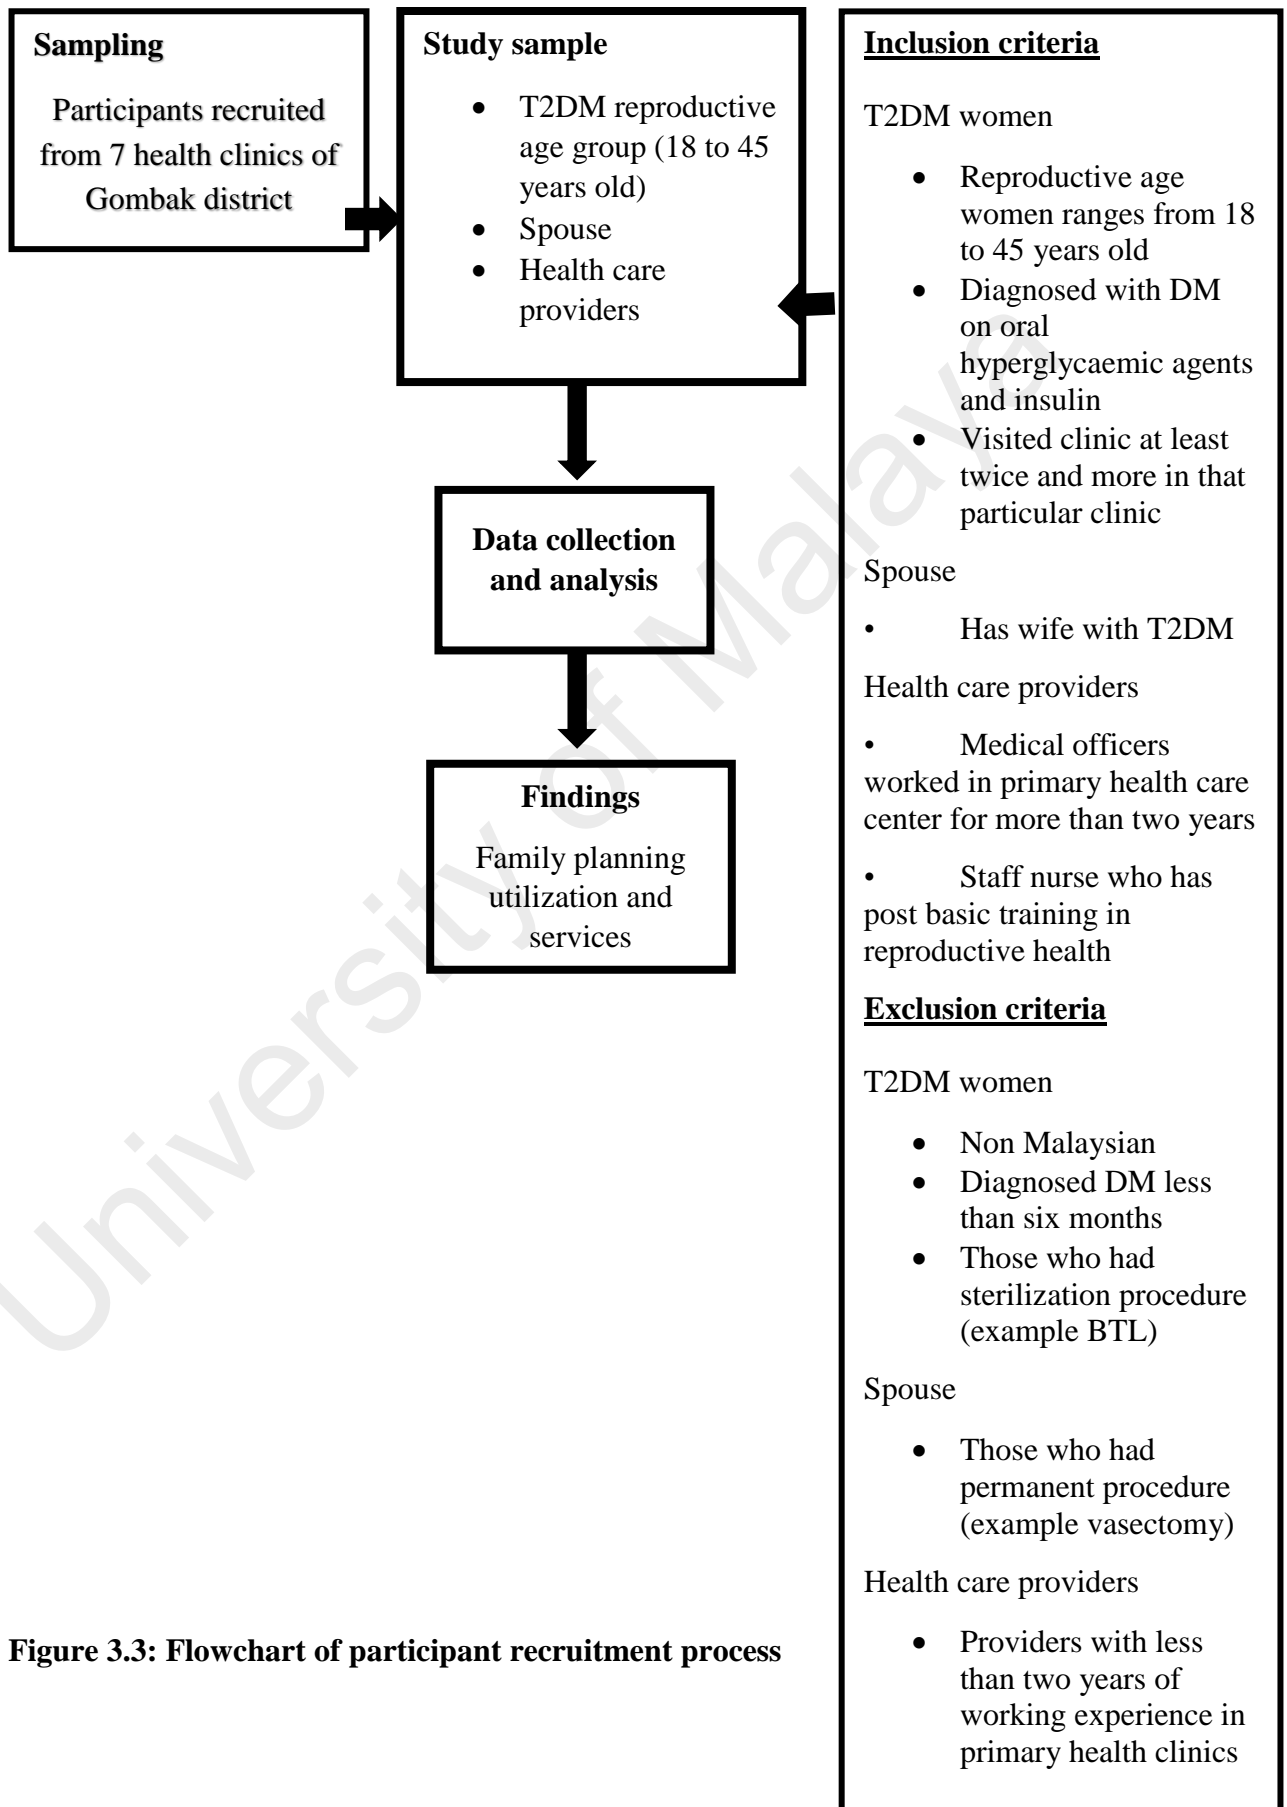 Sampling
Participants recruited
from 7 health clinics of
Gombak district
Study sample
• T2DM reproductive
age group (18 to 45
years old)
• Spouse
• Health care
providers
Data collection
and analysis
Findings
Family planning
utilization and
services
Inclusion criteria
T2DM women
• Reproductive age
women ranges from 18
to 45 years old
• Diagnosed with DM
on oral
hyperglycaemic agents
and insulin
• Visited clinic at least
twice and more in that
particular clinic
Spouse
• Has wife with T2DM
Health care providers
• Medical officers
worked in primary health care
center for more than two years
• Staff nurse who has
post basic training in
reproductive health
Exclusion criteria
T2DM women
• Non Malaysian
• Diagnosed DM less
than six months
• Those who had
sterilization procedure
(example BTL)
Spouse
• Those who had
permanent procedure
(example vasectomy)
Health care providers
• Providers with less
than two years of
working experience in
primary health clinics
Figure 3.3: Flowchart of participant recruitment process
University of Malaya